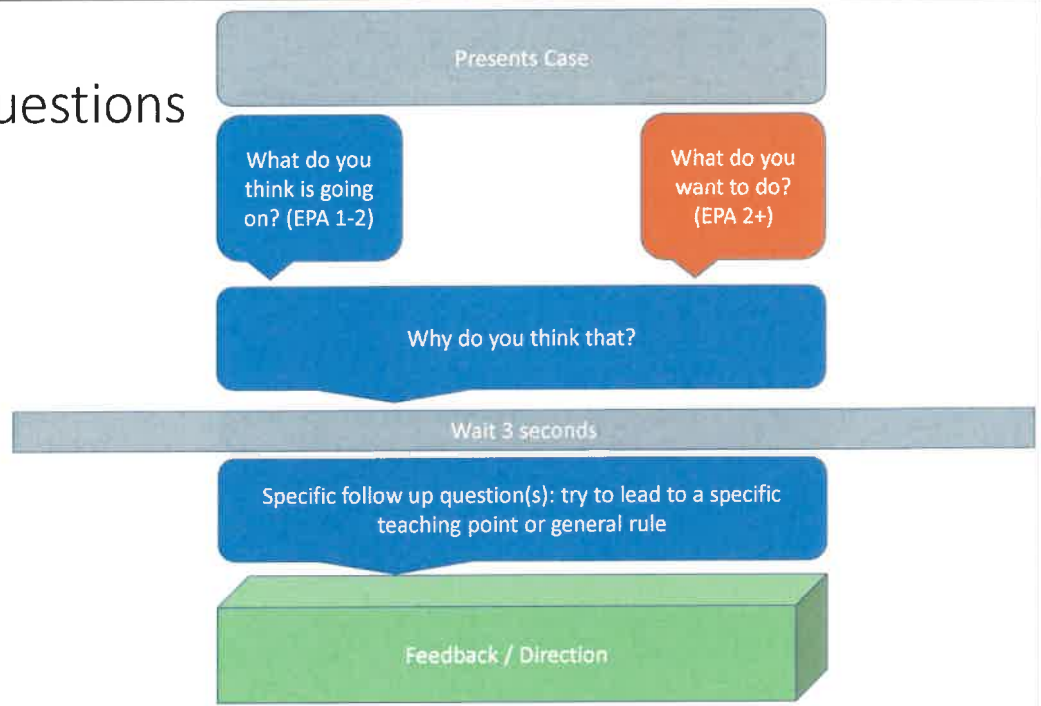 Presents Case
uestions
What do you
think is going
on? (EPA 1-2)
What do you
want to do?
(EPA 2+)
Why do you think that?
Wait 3 seconds
Specific follow up question(s): try to lead to a specific
teaching point or general rule
Feedback / Direction